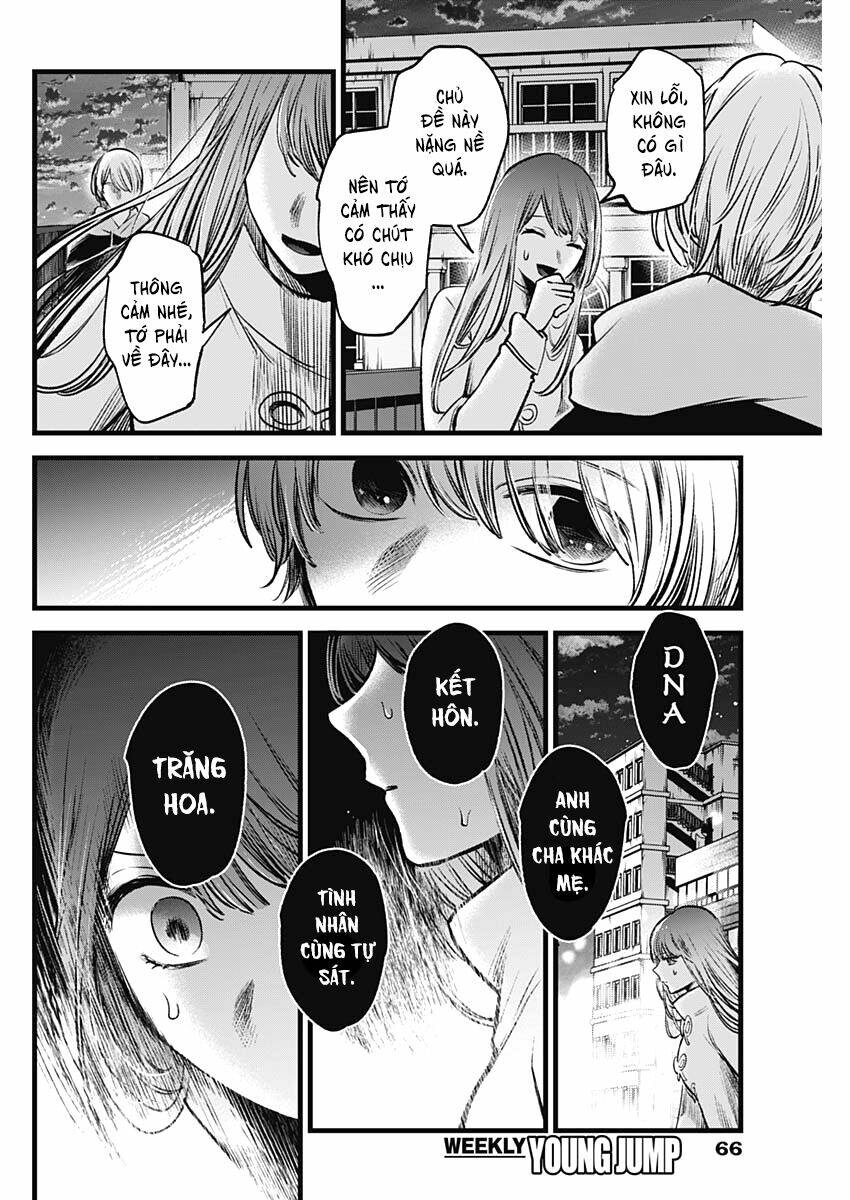 XIN LỖI,
KHÔNG
CÓ GÌ
ĐÂU.
CHỦ
ĐỀ NÀY
NẶNG NỀ
QUÁ.
NÊN TỚ
CẢM THẤY
CÓ CHÚT
KHÓ CHỊU
...
THÔNG
CẢM NHÉ,
TỚ PHẢI
VỀ ĐÂY...
DNA
ANH
CÙNG
CHA KHÁC
MẸ.
KẾT
HÔN.
TÌNH
NHÂN
CÙNG TỰ
SÁT.
TRĂNG
HOA.
WEEKLY YOUNG JUMP 66